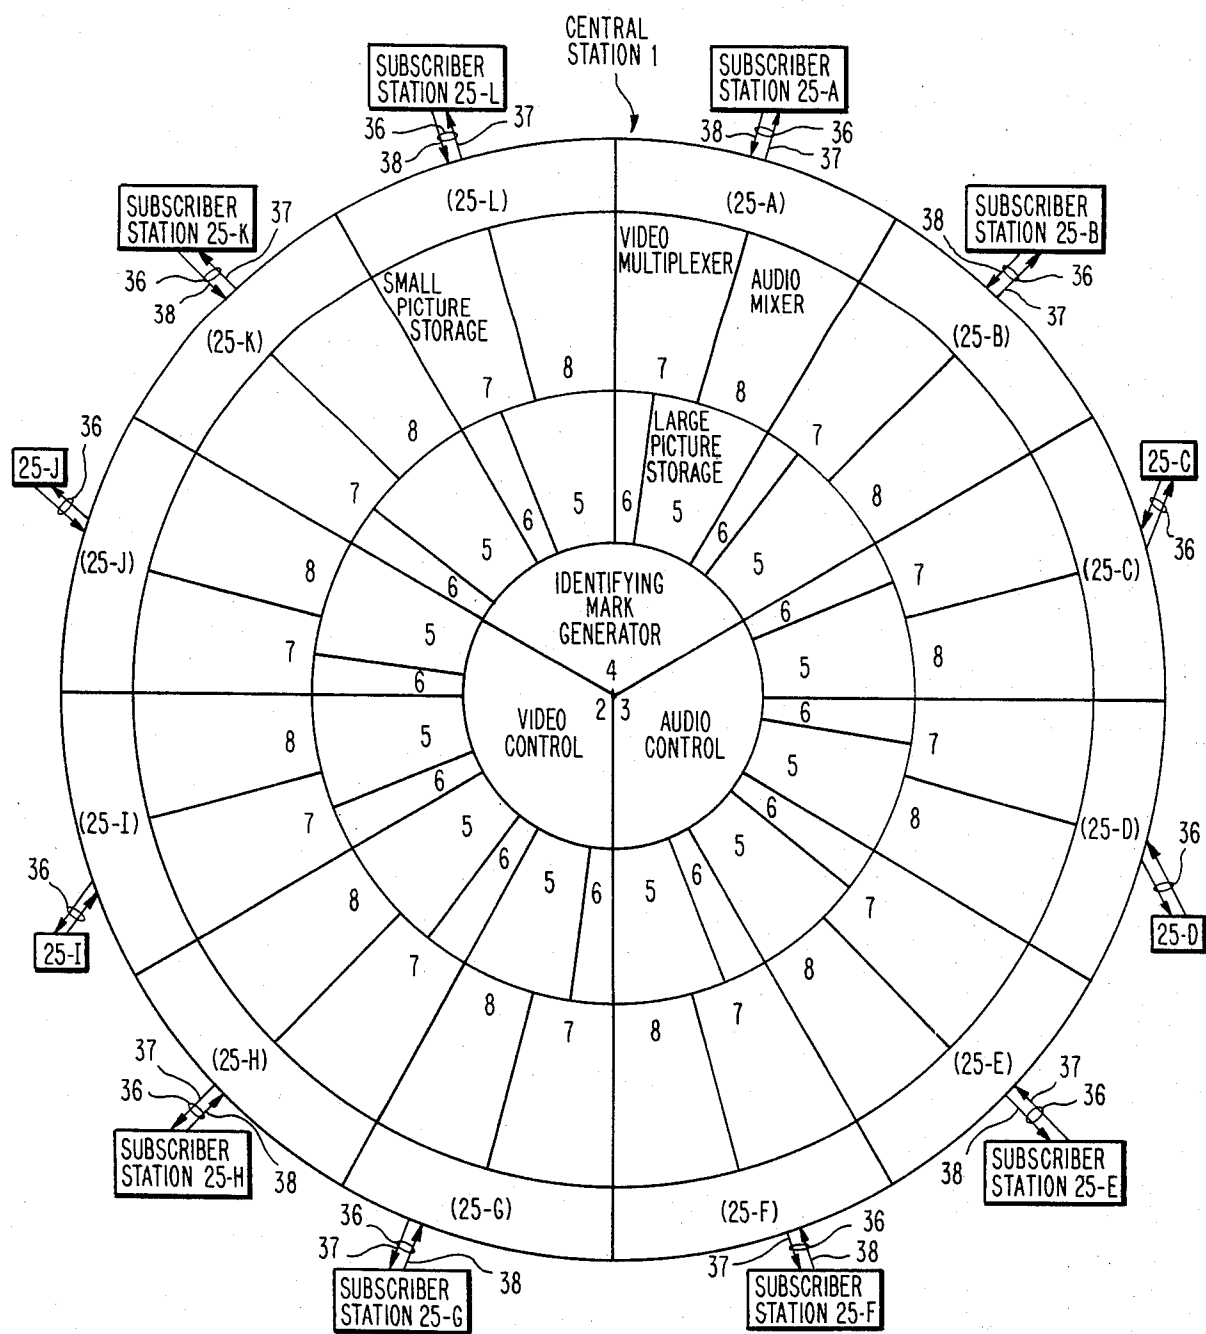 CENTRAL
STATION 1
SUBSCRIBER
STATION 25-L
36
37
38
SUBSCRIBER
STATION 25-A
38
36
37
SUBSCRIBER
STATION 25-K
37
36
38
SUBSCRIBER
STATION 25-B
38
36
37
(25-L)
(25-A)
(25-K)
(25-B)
SMALL
PICTURE
STORAGE
VIDEO
MULTIPLEXER
AUDIO
MIXER
7
8
7
8
8
7
7
8
LARGE
PICTURE
STORAGE
6
5
6
5
6
5
6
5
25-J
36
25-C
36
(25-J)
(25-C)
8
7
5
6
6
5
7
8
IDENTIFYING
MARK
GENERATOR
4
VIDEO
CONTROL
2
3
AUDIO
CONTROL
8
7
5
6
6
5
7
8
(25-I)
(25-D)
36
25-I
36
25-D
8
7
5
6
5
6
5
6
5
6
7
8
8
7
8
7
(25-H)
(25-E)
37
36
38
SUBSCRIBER
STATION 25-H
37
36
38
SUBSCRIBER
STATION 25-E
(25-G)
(25-F)
36
37
38
SUBSCRIBER
STATION 25-G
36
37
38
SUBSCRIBER
STATION 25-F